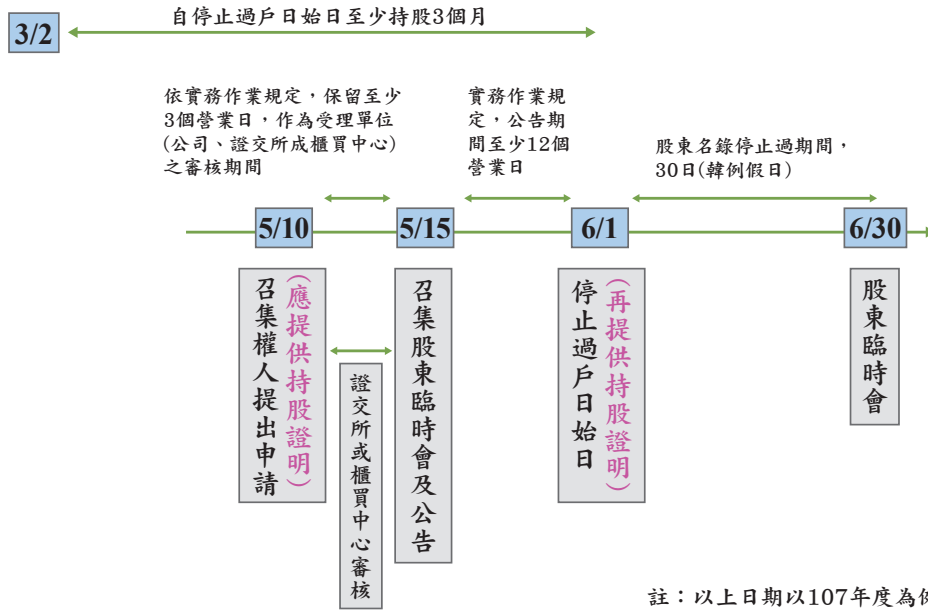 3/2
自停止過戶日始日至少持股3個月
依實務作業規定，保留至少
3個營業日，作為受理單位
(公司、證交所成櫃買中心)
之審核期間
實務作業規
定，公告期
間至少12個
營業日
股東名錄停止過期間，
30日(韓例假日)
5/10
5/15
6/1
6/30
召集權人提出申請
(應提供持股證明)
證交所或櫃買中心審核
召集股東臨時會及公告
停止過戶日始日
(再提供持股證明)
股東臨時會
註：以上日期以107年度為例